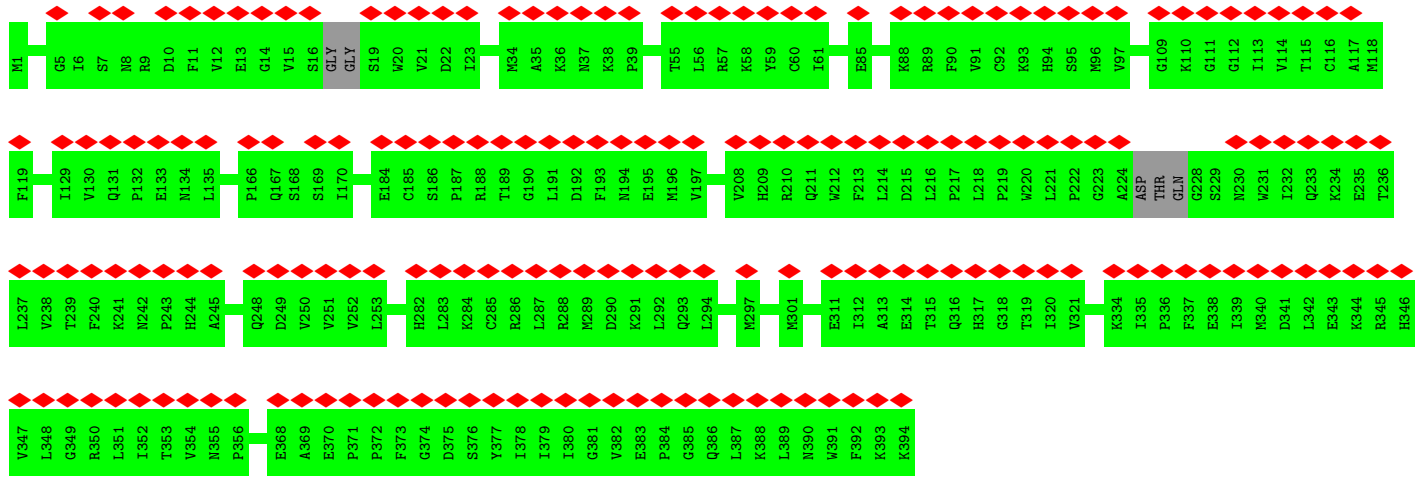 M1 G5 I6 S7 N8 R9 D10 F11 V12 E13 G14 V15 S16 GLY GLY S19 W20 V21 D22 I23 M34 A35 K36 N37 K38 P39 T55 L56 R57 K58 Y59 C60 I61 E85 K88 R89 F90 V91 C92 K93 H94 S95 M96 V97 G109 K110 G111 G112 I113 V114 T115 C116 A117 M118
F119 I129 V130 Q131 P132 E133 N134 L135 P166 Q167 S168 S169 I170 E184 C185 S186 P187 R188 T189 G190 L191 D192 F193 N194 E195 M196 V197 V208 H209 R210 Q211 W212 F213 L214 D215 L216 P217 L218 P219 W220 L221 P222 G223 A224 ASP THR GLN G228 S229 N230 W231 I232 Q233 K234 E235 T236
L237 V238 T239 F240 K241 N242 P243 H244 A245 Q248 D249 V250 V251 V252 L253 H282 L283 K284 C285 R286 L287 R288 M289 D290 K291 L292 Q293 L294 M297 M301 E311 I312 A313 E314 T315 Q316 H317 G318 T319 I320 V321 K334 I335 P336 F337 E338 I339 M340 D341 L342 E343 K344 R345 H346
V347 L348 G349 R350 L351 I352 T353 V354 N355 P356 E368 A369 E370 P371 P372 F373 G374 D375 S376 Y377 I378 I379 I380 G381 V382 E383 P384 G385 Q386 L387 K388 L389 N390 W391 F392 K393 K394